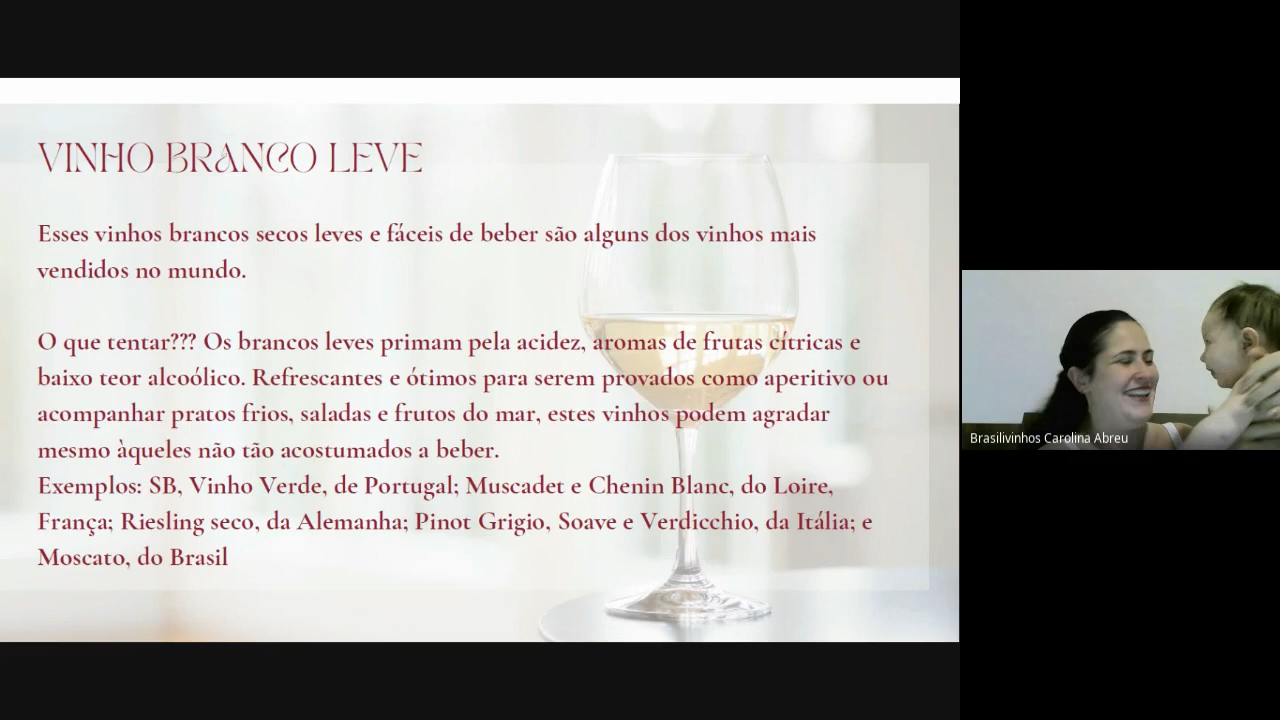 VINHO BRANCO LEVE
Esses vinhos brancos secos leves e fáceis de beber são alguns dos vinhos mais
vendidos no mundo.
O que tentar??? Os brancos leves primam pela acidez, aromas de frutas cítricas e
baixo teor alcoólico. Refrescantes e ótimos para serem provados como aperitivo ou
acompanhar pratos frios, saladas e frutos do mar, estes vinhos podem agradar
mesmo àqueles não tão acostumados a beber.
Exemplos: SB, Vinho Verde, de Portugal; Muscadet e Chenin Blanc, do Loire,
França; Riesling seco, da Alemanha; Pinot Grigio, Soave e Verdicchio, da Itália; e
Moscato, do Brasil
Brasilivinhos Carolina Abreu